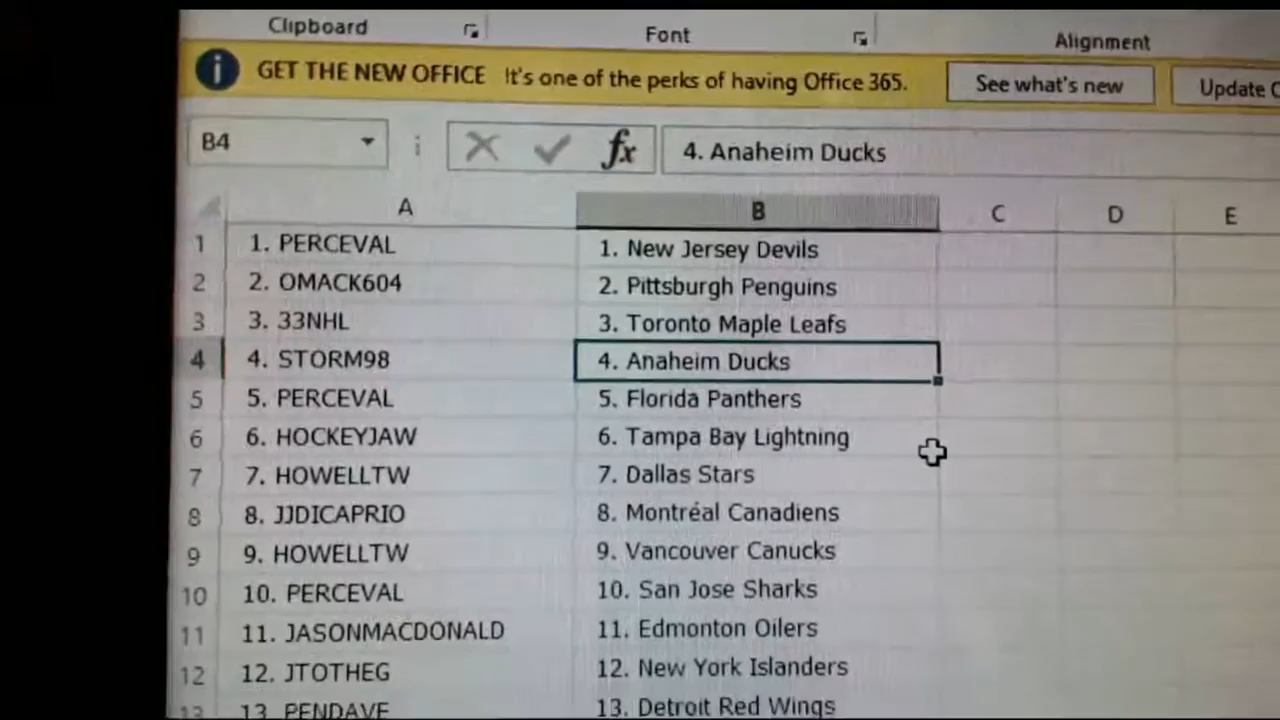 Clipboard Font Alignment
GET THE NEW OFFICE It's one of the perks of having Office 365. See what's new Update
B4 fx 4. Anaheim Ducks
A B C D E
1 1. PERCEVAL 1. New Jersey Devils
2 2. OMACK604 2. Pittsburgh Penguins
3 3. 33NHL 3. Toronto Maple Leafs
4 4. STORM98 4. Anaheim Ducks
5 5. PERCEVAL 5. Florida Panthers
6 6. HOCKEYJAW 6. Tampa Bay Lightning
7 7. HOWELLTW 7. Dallas Stars
8 8. JJDICAPRIO 8. Montréal Canadiens
9 9. HOWELLTW 9. Vancouver Canucks
10 10. PERCEVAL 10. San Jose Sharks
11 11. JASONMACDONALD 11. Edmonton Oilers
12 12. JTOTHEG 12. New York Islanders
13 13. PENDAVE 13. Detroit Red Wings